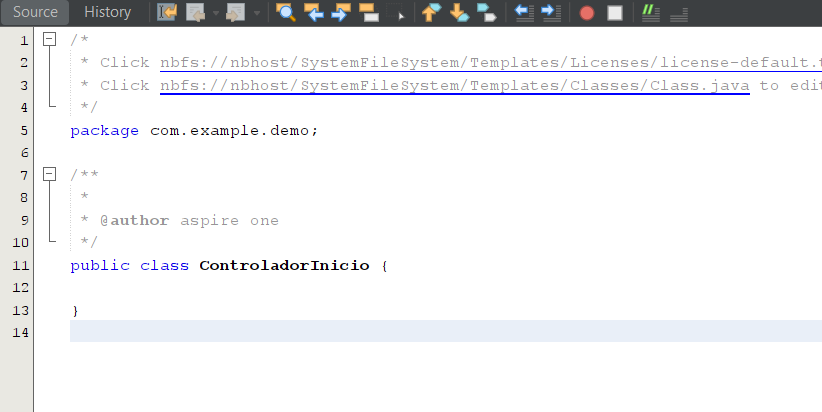 Source History
1 /*
2 * Click nbfs://nbhost/SystemFileSystem/Templates/Licenses/license-default.t
3 * Click nbfs://nbhost/SystemFileSystem/Templates/Classes/Class.java to edit
4 */
5 package com.example.demo;
6
7 /**
8 *
9 * @author aspire one
10 */
11 public class ControladorInicio {
12
13 }
14